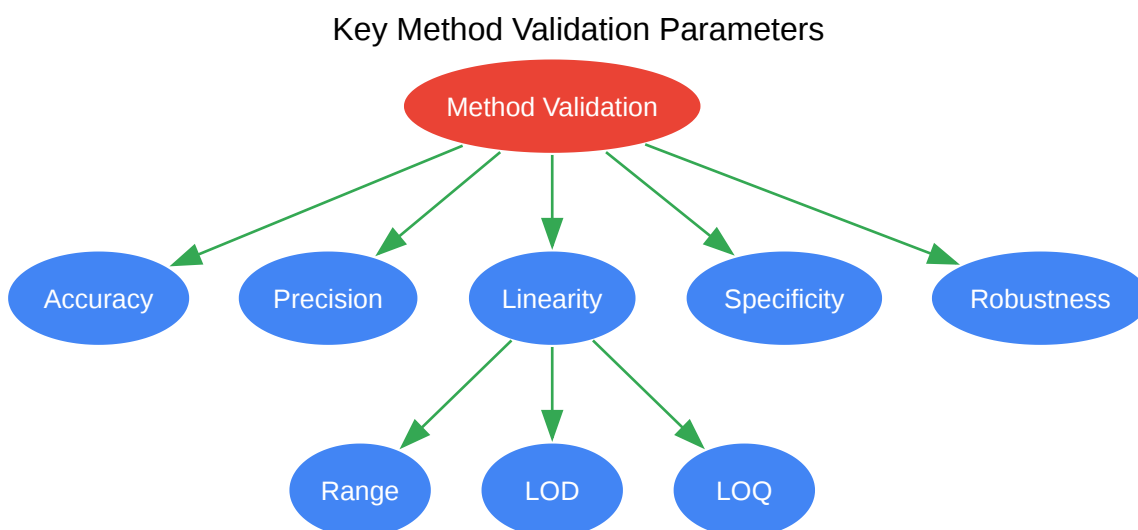 Key Method Validation Parameters
Method Validation
Accuracy
Precision
Linearity
Specificity
Robustness
Range
LOD
LOQ